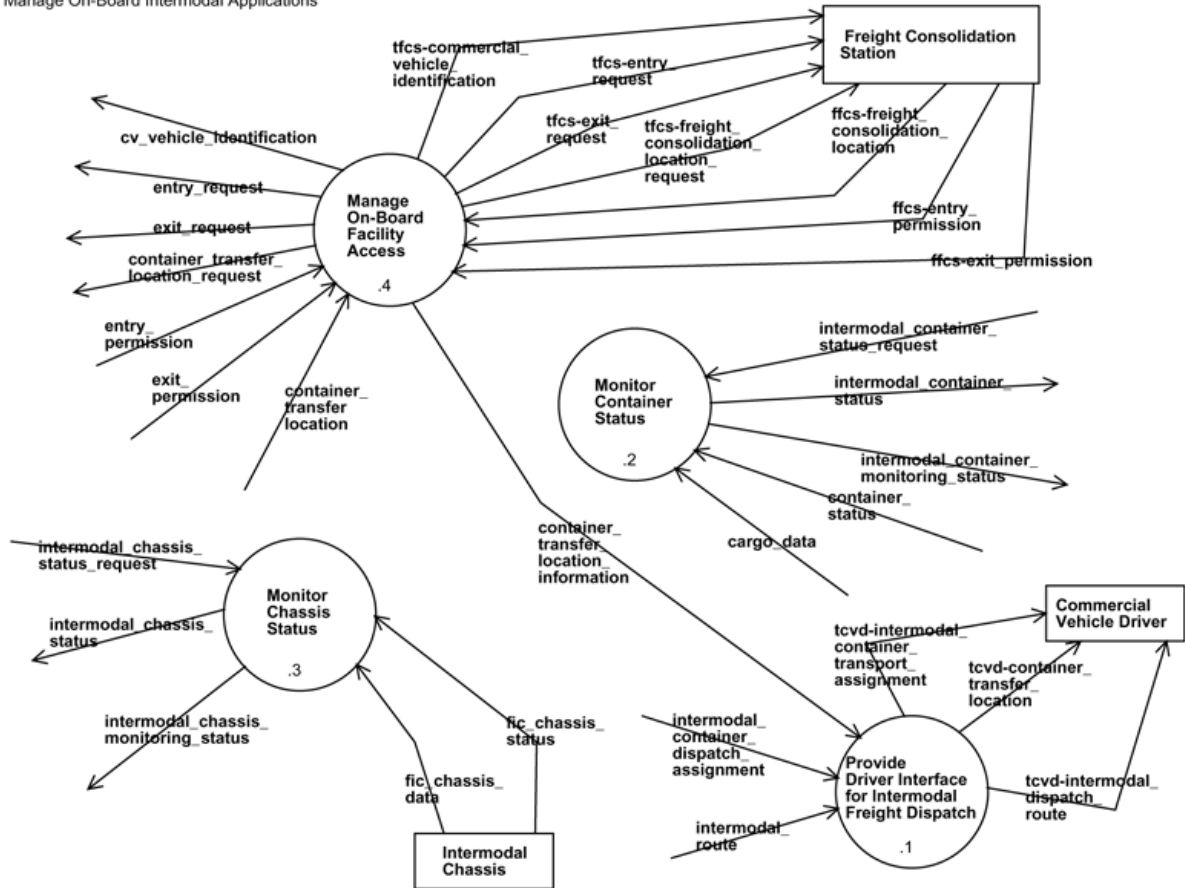 Manage On-Board Intermodal Applications
Freight Consolidation
Station
tfcs-commercial_
vehicle_
identification
tfcs-entry_
request
tfcs-exit_
request
tfcs-freight_
consolidation_
location_
request
ffcs-freight_
consolidation_
location
ffcs-entry_
permission
ffcs-exit_permission
cv_vehicle_identification
entry_request
exit_request
container_transfer_
location_request
entry_
permission
exit_
permission
container_
transfer
location
Manage
On-Board
Facility
Access
.4
intermodal_container_
status_request
intermodal_container_
status
intermodal_container_
monitoring_status
container_
status
cargo_data
Monitor
Container
Status
.2
container_
transfer_
location_
information
intermodal_chassis_
status_request
intermodal_chassis_
status
intermodal_chassis_
monitoring_status
Monitor
Chassis
Status
.3
fic_chassis_
status
fic_chassis_
data
Intermodal
Chassis
Commercial
Vehicle Driver
tcvd-intermodal_
container_
transport_
assignment
tcvd-container_
transfer_
location
intermodal_
container_
dispatch_
assignment
intermodal_
route
Provide
Driver Interface
for Intermodal
Freight Dispatch
.1
tcvd-intermodal_
dispatch_
route